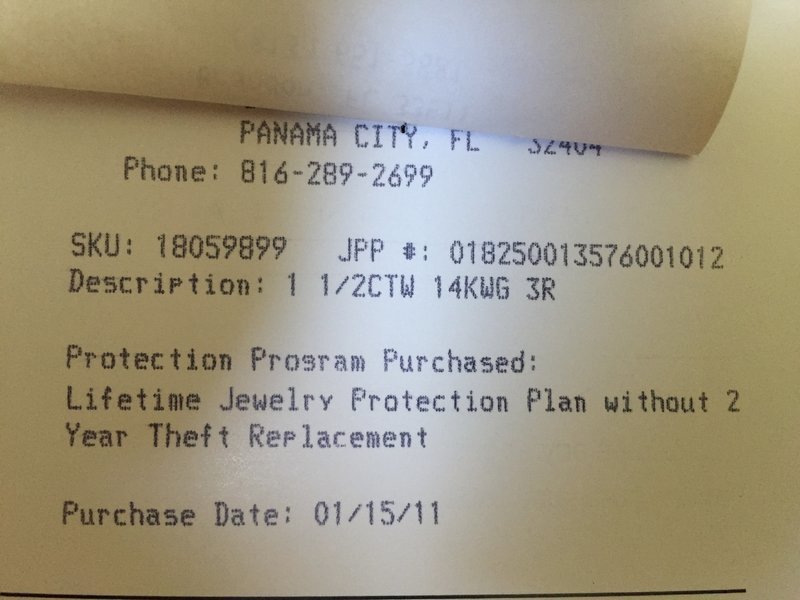 PANAMA CITY, FL 32404
Phone: 816-289-2699
SKU: 18059899 JPP #: 018250013576001012
Description: 1 1/2CTW 14KWG 3R
Protection Program Purchased:
Lifetime Jewelry Protection Plan without 2
Year Theft Replacement
Purchase Date: 01/15/11